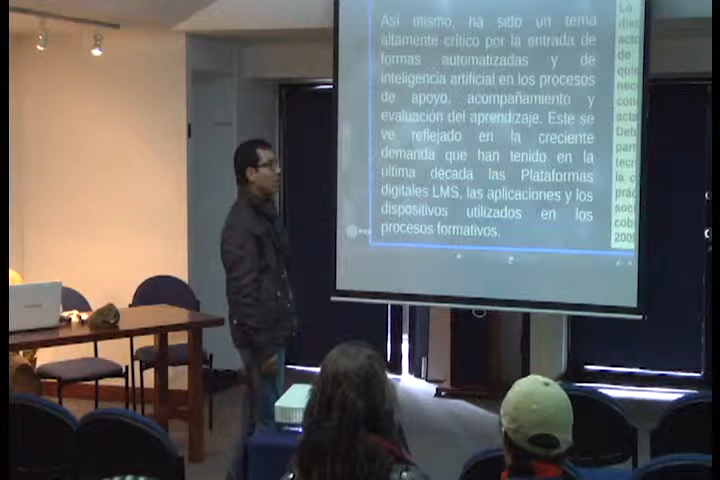 Así mismo, ha sido un tema
altamente crítico por la entrada de
formas automatizadas y de
inteligencia artificial en los procesos
de apoyo, acompañamiento y
evaluación del aprendizaje. Este se
ve reflejado en la creciente
demanda que han tenido en la
última década las Plataformas
digitales LMS, las aplicaciones y los
dispositivos utilizados en los
procesos formativos.